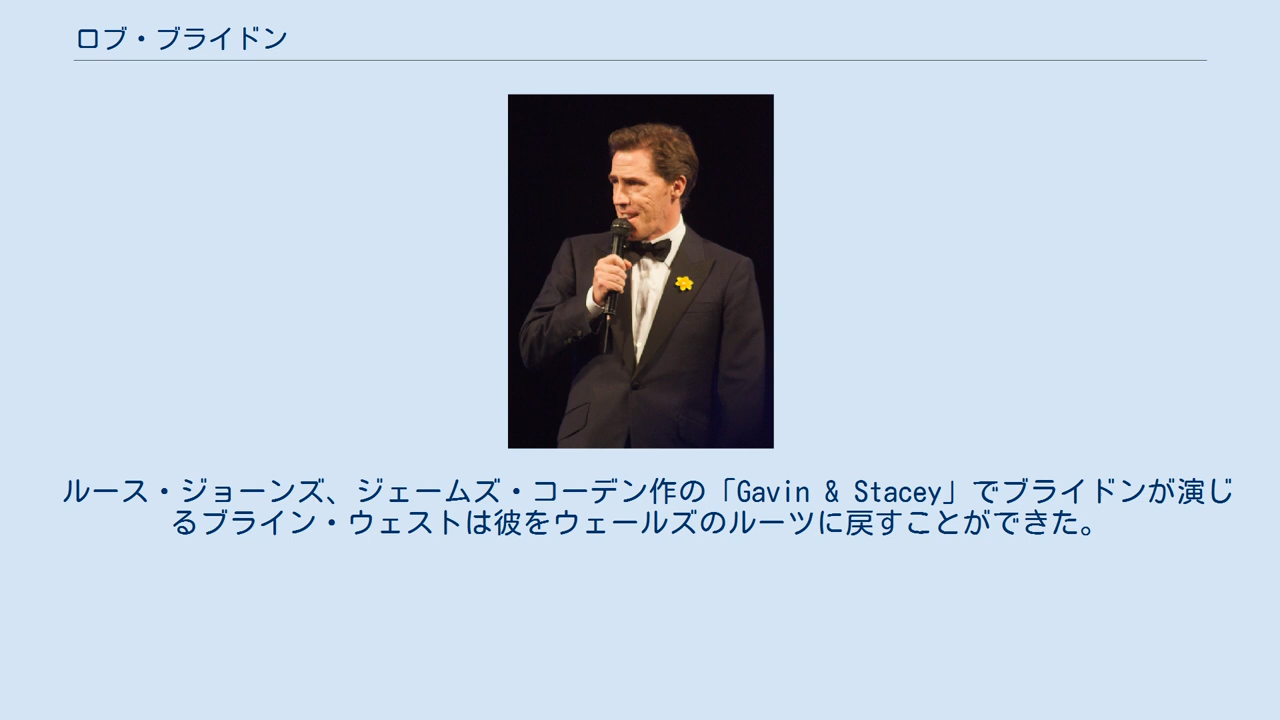 ロブ・ブライドン
ルース・ジョーンズ、ジェームズ・コーデン作の「Gavin & Stacey」でブライドンが演じ
るブライン・ウェストは彼をウェールズのルーツに戻すことができた。